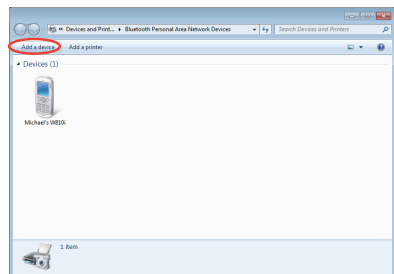 « Devices and Print... ▸ Bluetooth Personal Area Network Devices
Search Devices and Printers
Add a device
Add a printer
Devices (1)
Michael's W810i
1 item